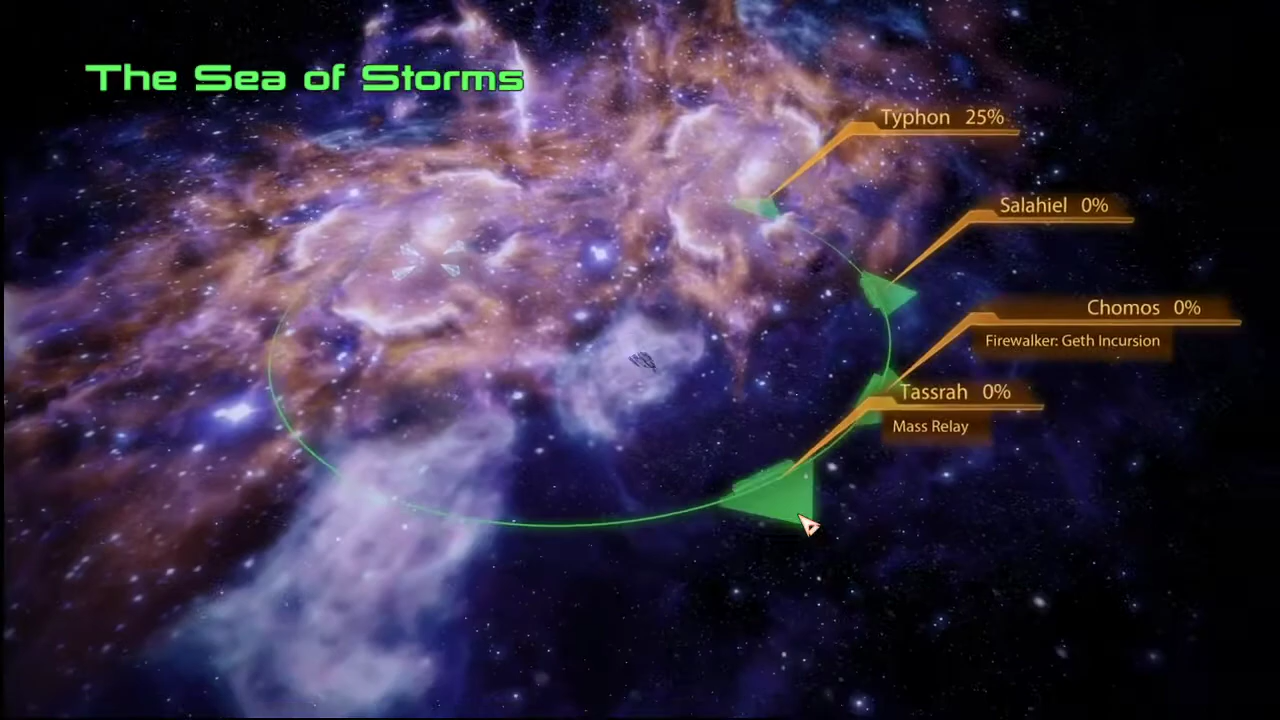 The Sea of Storms
Typhon 25%
Salahiel 0%
Chomos 0%
Firewalker: Geth Incursion
Tassrah 0%
Mass Relay